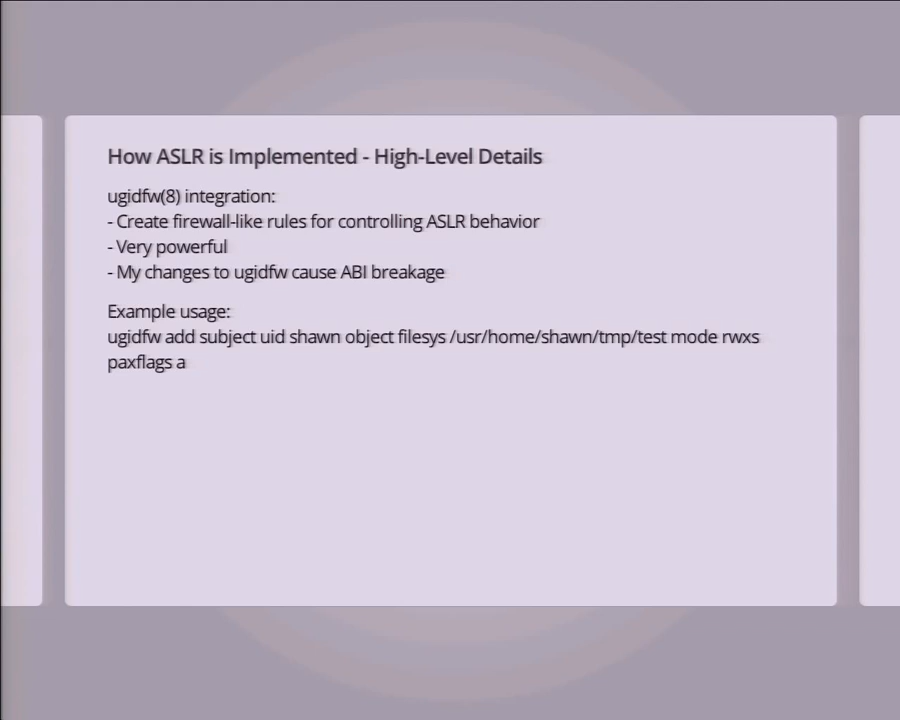 How ASLR is Implemented - High-Level Details
ugidfw(8) integration:
- Create firewall-like rules for controlling ASLR behavior
- Very powerful
- My changes to ugidfw cause ABI breakage
Example usage:
ugidfw add subject uid shawn object filesys /usr/home/shawn/tmp/test mode rwxs
paxflags a